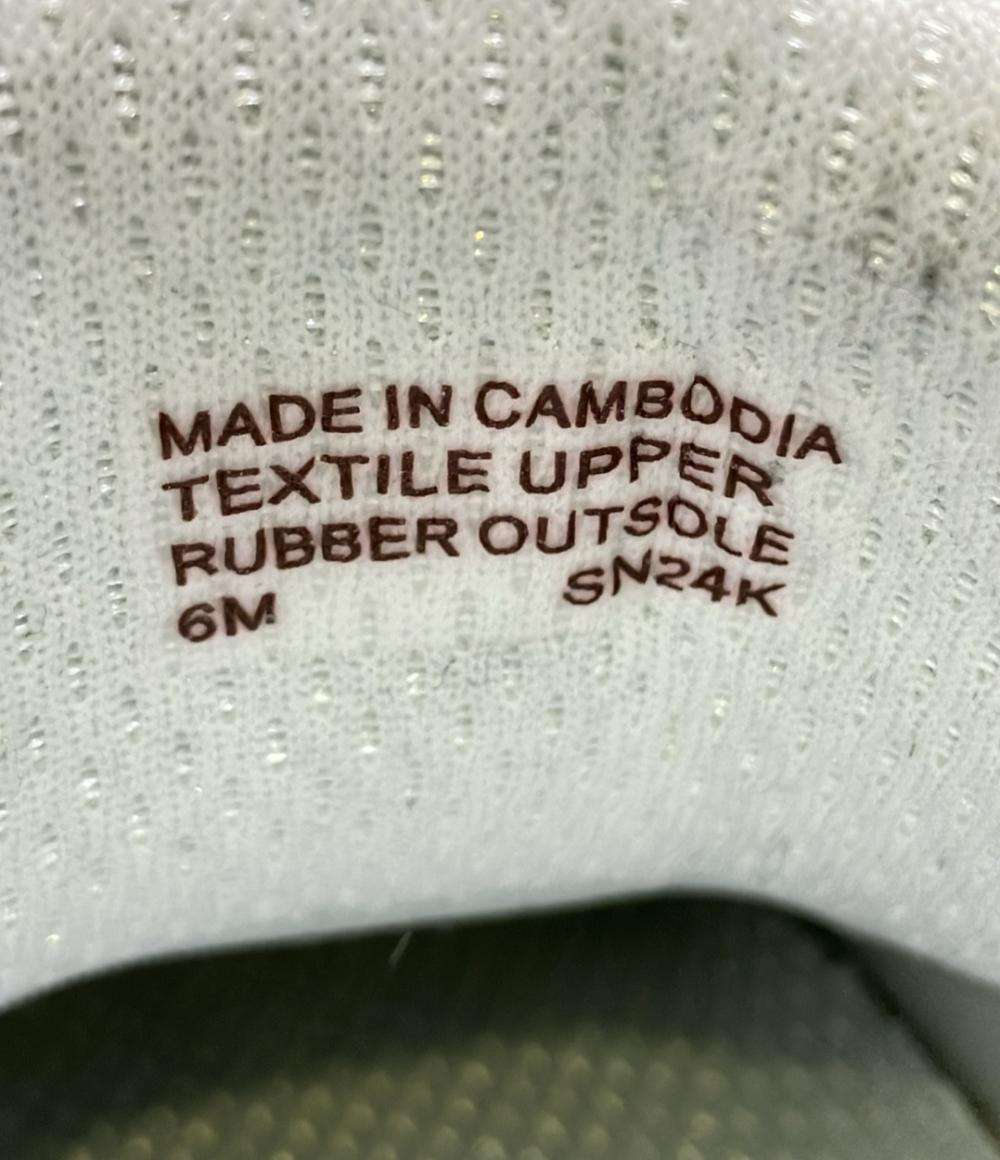 MADE IN CAMBODIA
TEXTILE UPPER
RUBBER OUTSOLE
6M SN24K